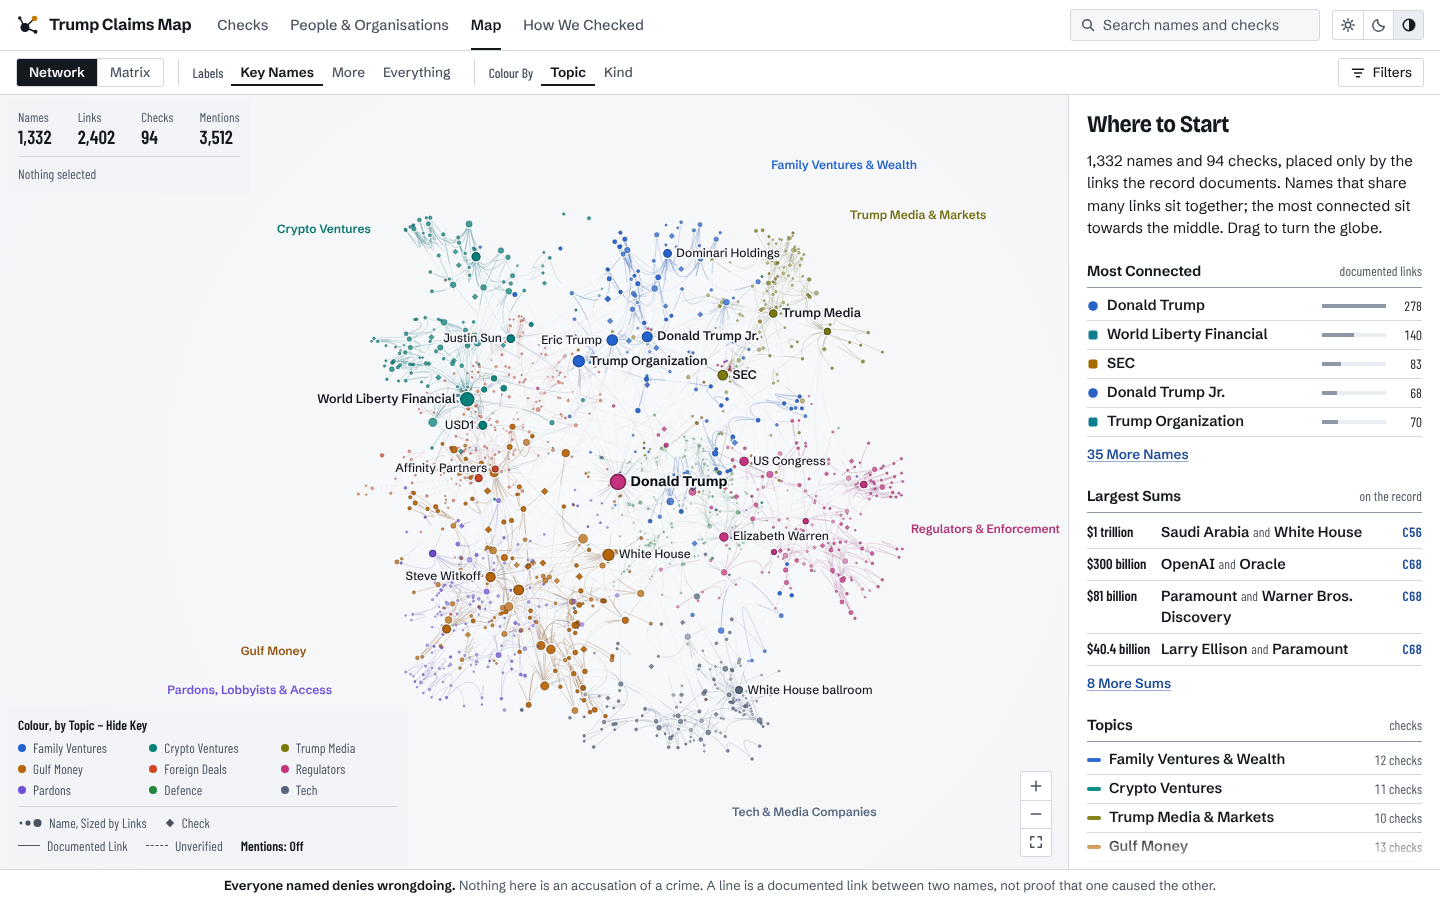 Trump Claims Map
Checks
People & Organisations
Map
How We Checked
Search names and checks
Network
Matrix
Labels
Key Names
More
Everything
Colour By
Topic
Kind
Filters
Names
Links
Checks
Mentions
1,332
2,402
94
3,512
Nothing selected
Family Ventures & Wealth
Trump Media & Markets
Crypto Ventures
Dominari Holdings
Trump Media
Justin Sun
Eric Trump
Donald Trump Jr.
Trump Organization
SEC
World Liberty Financial
USD1
Affinity Partners
US Congress
Donald Trump
Regulators & Enforcement
Elizabeth Warren
White House
Steve Witkoff
Gulf Money
Pardons, Lobbyists & Access
White House ballroom
Tech & Media Companies
Colour, by Topic – Hide Key
Family Ventures
Crypto Ventures
Trump Media
Gulf Money
Foreign Deals
Regulators
Pardons
Defence
Tech
Name, Sized by Links
Check
Documented Link
Unverified
Mentions: Off
Where to Start
1,332 names and 94 checks, placed only by the
links the record documents. Names that share
many links sit together; the most connected sit
towards the middle. Drag to turn the globe.
Most Connected
documented links
Donald Trump
278
World Liberty Financial
140
SEC
83
Donald Trump Jr.
68
Trump Organization
70
35 More Names
Largest Sums
on the record
$1 trillion
Saudi Arabia and White House
C56
$300 billion
OpenAI and Oracle
C68
$81 billion
Paramount and Warner Bros.
Discovery
C68
$40.4 billion
Larry Ellison and Paramount
C68
8 More Sums
Topics
checks
Family Ventures & Wealth
12 checks
Crypto Ventures
11 checks
Trump Media & Markets
10 checks
Gulf Money
13 checks
Everyone named denies wrongdoing. Nothing here is an accusation of a crime. A line is a documented link between two names, not proof that one caused the other.